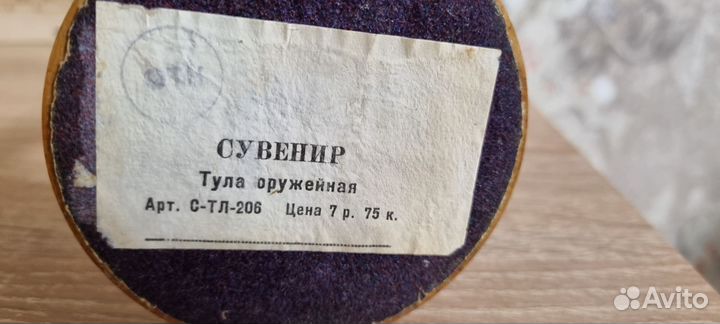 ОТК
СУВЕНИР
Тула оружейная
Арт. С-ТЛ-206 Цена 7 р. 75 к.
Avito